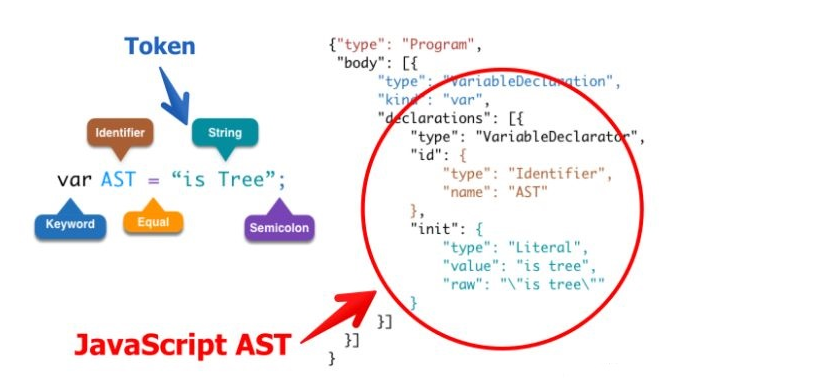 Token
Identifier
String
var AST = “is Tree”;
Keyword
Equal
Semicolon
JavaScript AST
{"type": "Program",
"body": [{
"type": "VariableDeclaration",
"kind": "var",
"declarations": [{
"type": "VariableDeclarator",
"id": {
"type": "Identifier",
"name": "AST"
},
"init": {
"type": "Literal",
"value": "is tree",
"raw": "\"is tree\""
}
}]
}]
}